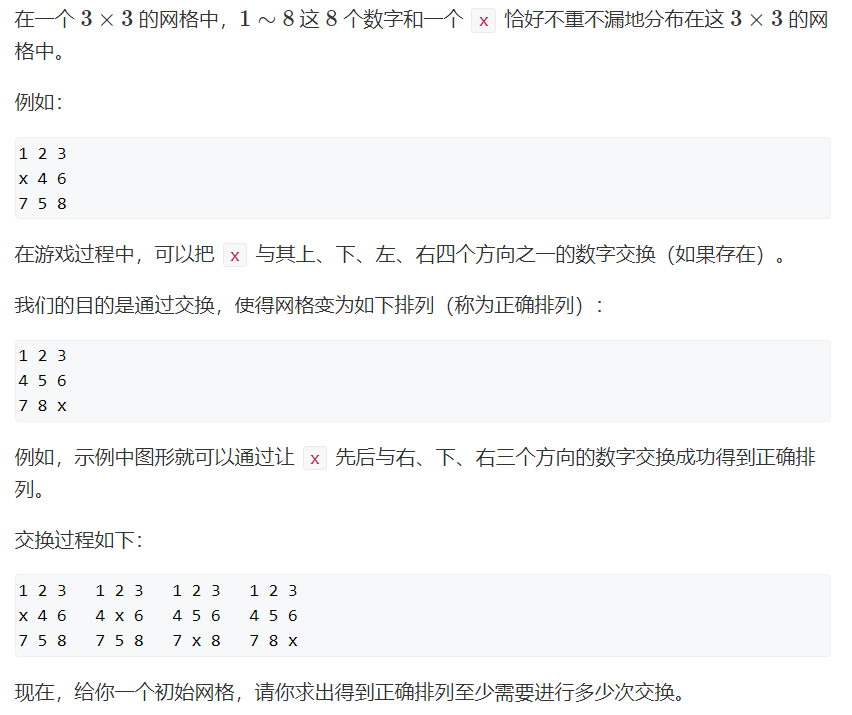 在一个 3 × 3 的网格中，1 ∼ 8 这 8 个数字和一个 x 恰好不重不漏地分布在这 3 × 3 的网
格中。
例如：
1 2 3
x 4 6
7 5 8
在游戏过程中，可以把 x 与其上、下、左、右四个方向之一的数字交换（如果存在）。
我们的目的是通过交换，使得网格变为如下排列（称为正确排列）：
1 2 3
4 5 6
7 8 x
例如，示例中图形就可以通过让 x 先后与右、下、右三个方向的数字交换成功得到正确排
列。
交换过程如下：
1 2 3   1 2 3   1 2 3   1 2 3
x 4 6   4 x 6   4 5 6   4 5 6
7 5 8   7 5 8   7 x 8   7 8 x
现在，给你一个初始网格，请你求出得到正确排列至少需要进行多少次交换。